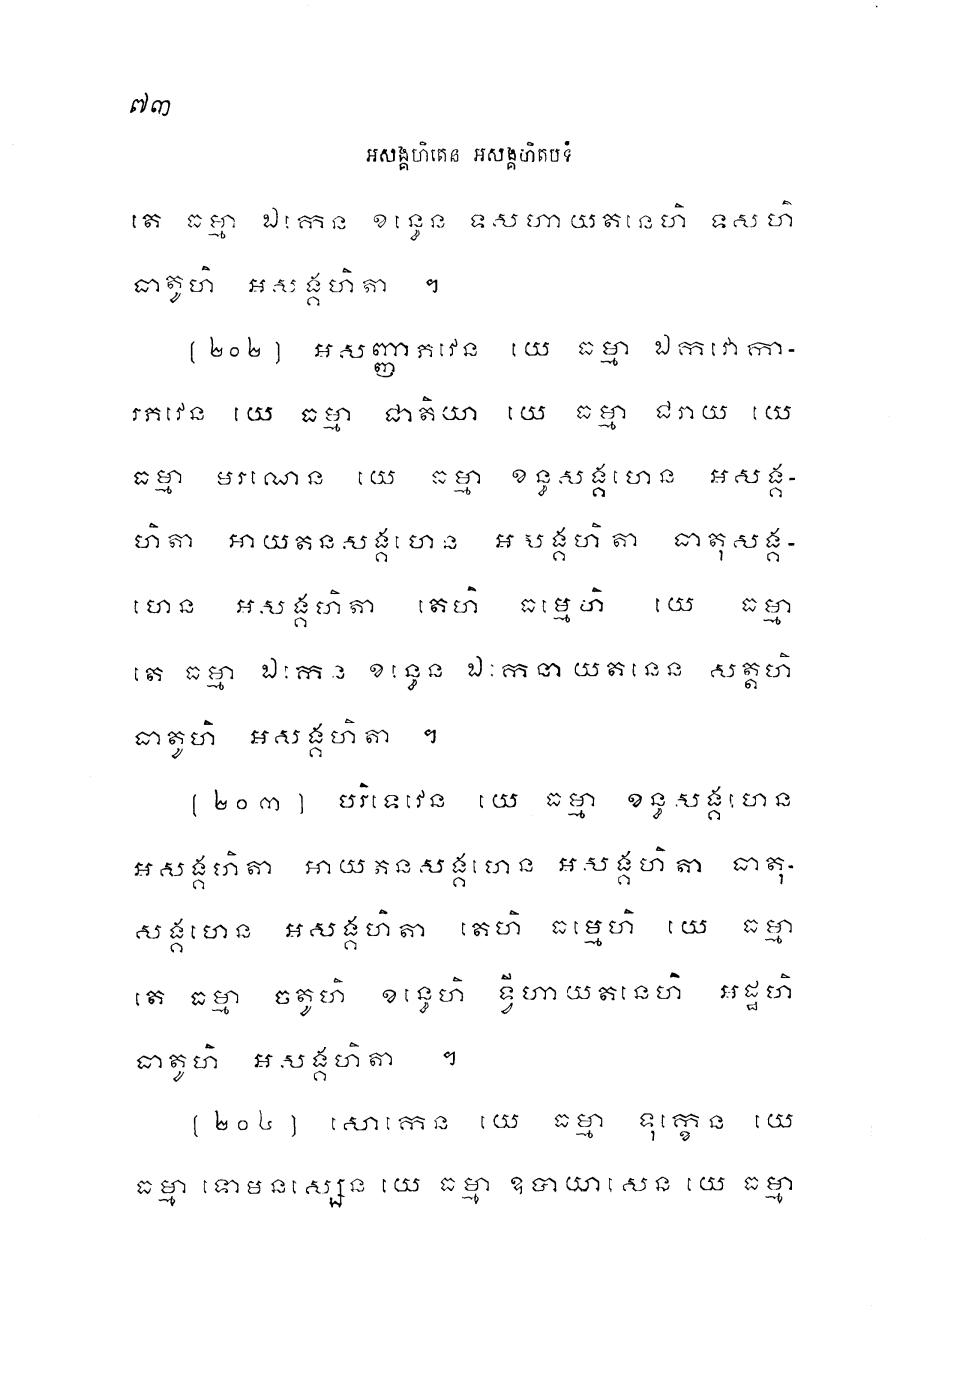 ៧៣
អសង្គហិតេន អសង្គហិតបទំ
តេ ធម្មា ឯកេន ខន្ធេន ទសហាយតនេហិ ទសហិ
ធាតូហិ អសង្គហិតា ។
[ ២០២ ] អសញ្ញាភវេន យេ ធម្មា ឯកវោកា-
រភវេន យេ ធម្មា ជាតិយា យេ ធម្មា ជរាយ យេ
ធម្មា មរណេន យេ ធម្មា ខន្ធសង្គហេន អសង្គ-
ហិតា អាយតនសង្គហេន អសង្គហិតា ធាតុសង្គ-
ហេន អសង្គហិតា តេហិ ធម្មេហិ យេ ធម្មា
តេ ធម្មា ឯកេន ខន្ធេន ឯកេនាយតនេន សត្តហិ
ធាតូហិ អសង្គហិតា ។
[ ២០៣ ] បរិទេវេន យេ ធម្មា ខន្ធសង្គហេន
អសង្គហិតា អាយតនសង្គហេន អសង្គហិតា ធាតុ-
សង្គហេន អសង្គហិតា តេហិ ធម្មេហិ យេ ធម្មា
តេ ធម្មា ចតូហិ ខន្ធេហិ ទ្វីហាយតនេហិ អដ្ឋហិ
ធាតូហិ អសង្គហិតា ។
[ ២០៤ ] សោកេន យេ ធម្មា ទុក្ខេន យេ
ធម្មា ទោមនស្សេន យេ ធម្មា ឧបាយាសេន យេ ធម្មា